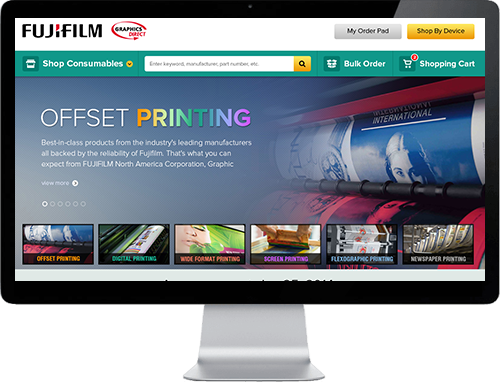 FUJIFILM
GRAPHICS
DIRECT
My Order Pad
Shop By Device
Shop Consumables
Enter keyword, manufacturer, part number, etc.
Bulk Order
2
Shopping Cart
INTERNATIONAL
OFFSET PRINTING
Best-in-class products from the industry's leading manufacturers
all backed by the reliability of Fujifilm. That's what you can
expect from FUJIFILM North America Corporation, Graphic
view more
OFFSET PRINTING
DIGITAL PRINTING
WIDE FORMAT PRINTING
SCREEN PRINTING
FLEXOGRAPHIC PRINTING
NEWSPAPER PRINTING